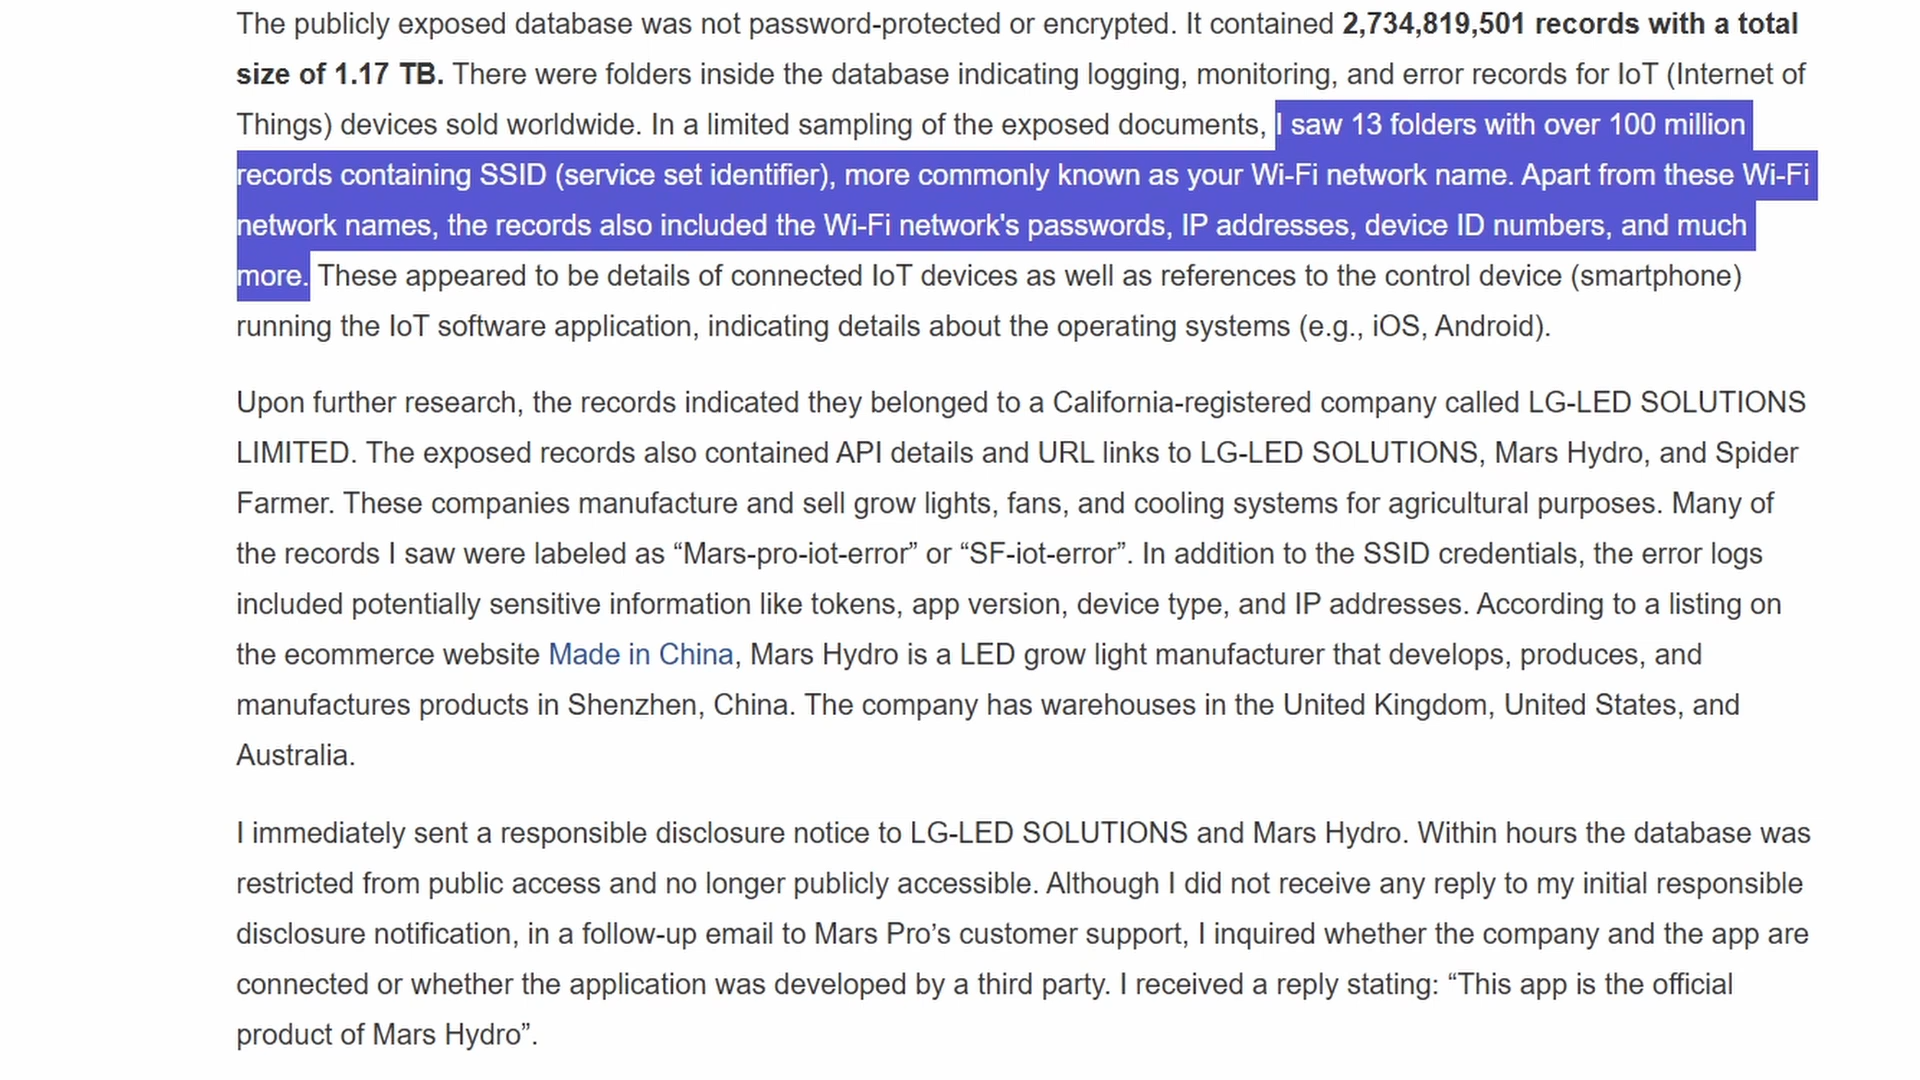 The publicly exposed database was not password-protected or encrypted. It contained 2,734,819,501 records with a total
size of 1.17 TB. There were folders inside the database indicating logging, monitoring, and error records for IoT (Internet of
Things) devices sold worldwide. In a limited sampling of the exposed documents, I saw 13 folders with over 100 million
records containing SSID (service set identifier), more commonly known as your Wi-Fi network name. Apart from these Wi-Fi
network names, the records also included the Wi-Fi network's passwords, IP addresses, device ID numbers, and much
more. These appeared to be details of connected IoT devices as well as references to the control device (smartphone)
running the IoT software application, indicating details about the operating systems (e.g., iOS, Android).
Upon further research, the records indicated they belonged to a California-registered company called LG-LED SOLUTIONS
LIMITED. The exposed records also contained API details and URL links to LG-LED SOLUTIONS, Mars Hydro, and Spider
Farmer. These companies manufacture and sell grow lights, fans, and cooling systems for agricultural purposes. Many of
the records I saw were labeled as “Mars-pro-iot-error” or “SF-iot-error”. In addition to the SSID credentials, the error logs
included potentially sensitive information like tokens, app version, device type, and IP addresses. According to a listing on
the ecommerce website Made in China, Mars Hydro is a LED grow light manufacturer that develops, produces, and
manufactures products in Shenzhen, China. The company has warehouses in the United Kingdom, United States, and
Australia.
I immediately sent a responsible disclosure notice to LG-LED SOLUTIONS and Mars Hydro. Within hours the database was
restricted from public access and no longer publicly accessible. Although I did not receive any reply to my initial responsible
disclosure notification, in a follow-up email to Mars Pro’s customer support, I inquired whether the company and the app are
connected or whether the application was developed by a third party. I received a reply stating: “This app is the official
product of Mars Hydro”.